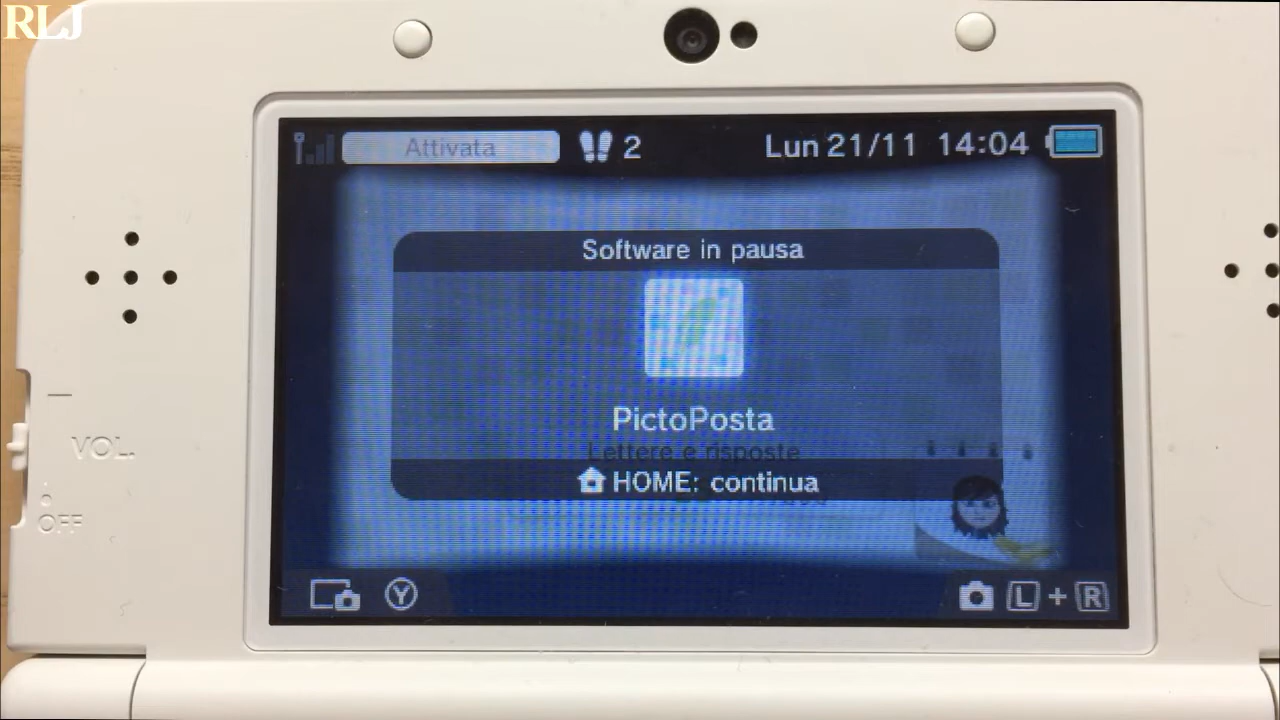 RLJ
Attivata
2
Lun 21/11 14:04
Software in pausa
PictoPosta
Lettere e risposte
HOME: continua
Y
L + R
VOL.
OFF